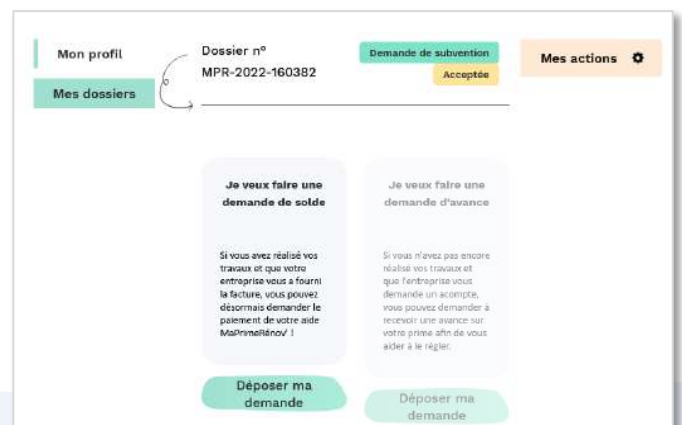 Mon profil
Mes dossiers
Dossier n°
MPR-2022-160382
Demande de subvention
Acceptée
Mes actions
Je veux faire une
demande de solde
Si vous avez réalisé vos
travaux et que votre
entreprise vous a fourni
la facture, vous pouvez
désormais demander le
paiement de votre aide
MaPrimeRénov' !
Déposer ma
demande
Je veux faire une
demande d'avance
Si vous n'avez pas encore
réalisé vos travaux et
que l'entreprise vous
demande un acompte,
vous pouvez demander à
recevoir une avance sur
votre prime afin de vous
aider à le régler.
Déposer ma
demande